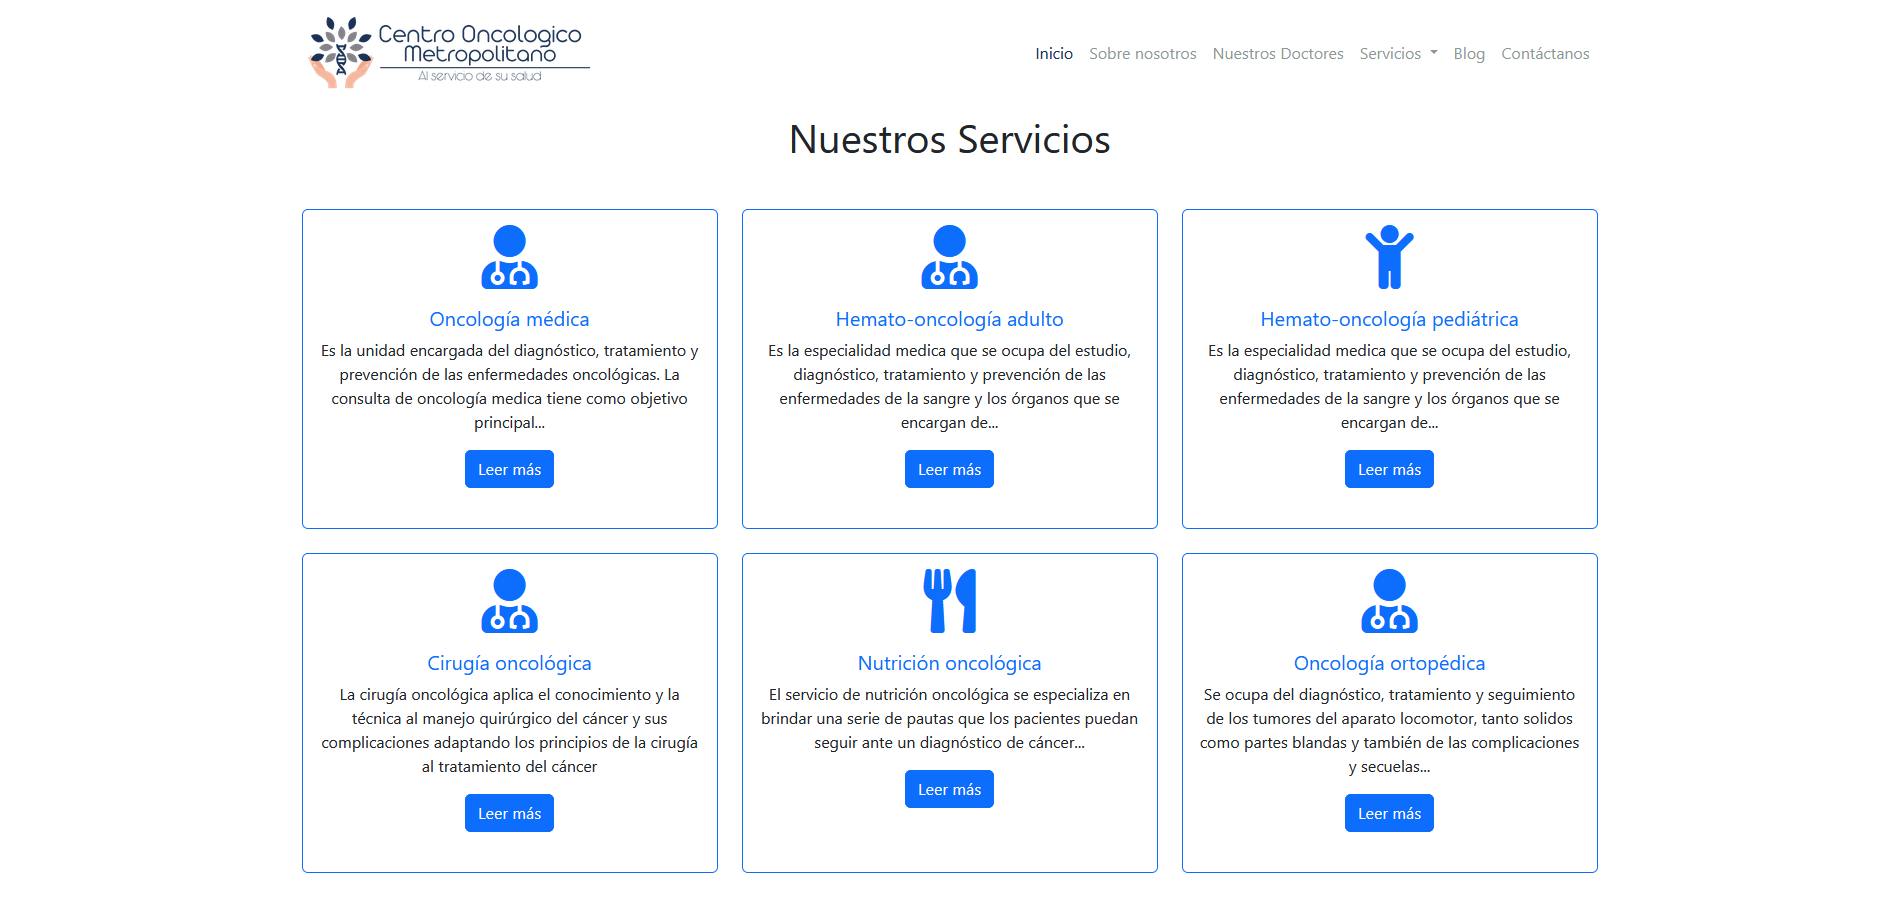 Centro Oncologico
Metropolitano
Al servicio de su salud
Inicio Sobre nosotros Nuestros Doctores Servicios Blog Contáctanos
Nuestros Servicios
Oncología médica
Es la unidad encargada del diagnóstico, tratamiento y
prevención de las enfermedades oncológicas. La
consulta de oncología medica tiene como objetivo
principal...
Leer más
Hemato-oncología adulto
Es la especialidad medica que se ocupa del estudio,
diagnóstico, tratamiento y prevención de las
enfermedades de la sangre y los órganos que se
encargan de...
Leer más
Hemato-oncología pediátrica
Es la especialidad medica que se ocupa del estudio,
diagnóstico, tratamiento y prevención de las
enfermedades de la sangre y los órganos que se
encargan de...
Leer más
Cirugía oncológica
La cirugía oncológica aplica el conocimiento y la
técnica al manejo quirúrgico del cáncer y sus
complicaciones adaptando los principios de la cirugía
al tratamiento del cáncer
Leer más
Nutrición oncológica
El servicio de nutrición oncológica se especializa en
brindar una serie de pautas que los pacientes puedan
seguir ante un diagnóstico de cáncer...
Leer más
Oncología ortopédica
Se ocupa del diagnóstico, tratamiento y seguimiento
de los tumores del aparato locomotor, tanto solidos
como partes blandas y también de las complicaciones
y secuelas...
Leer más